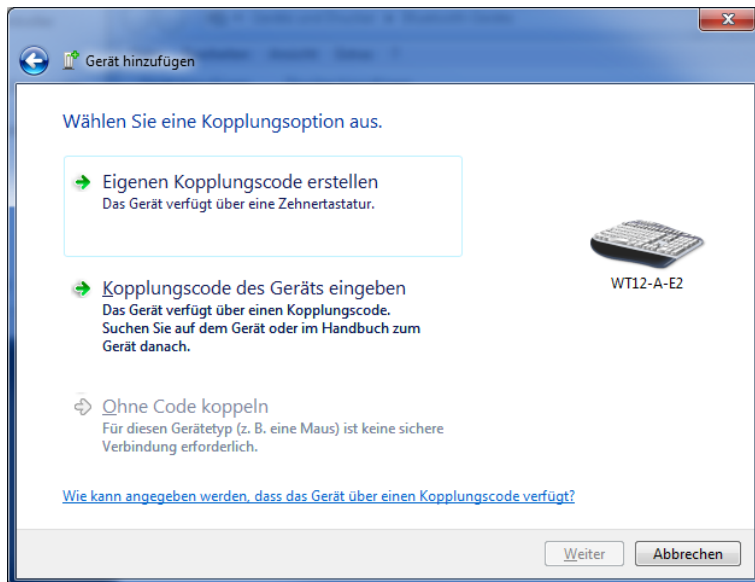 Gerät hinzufügen
Wählen Sie eine Kopplungsoption aus.
Eigenen Kopplungscode erstellen
Das Gerät verfügt über eine Zehnertastatur.
Kopplungscode des Geräts eingeben
Das Gerät verfügt über einen Kopplungscode.
Suchen Sie auf dem Gerät oder im Handbuch zum
Gerät danach.
WT12-A-E2
Ohne Code koppeln
Für diesen Gerätetyp (z. B. eine Maus) ist keine sichere
Verbindung erforderlich.
Wie kann angegeben werden, dass das Gerät über einen Kopplungscode verfügt?
Weiter
Abbrechen